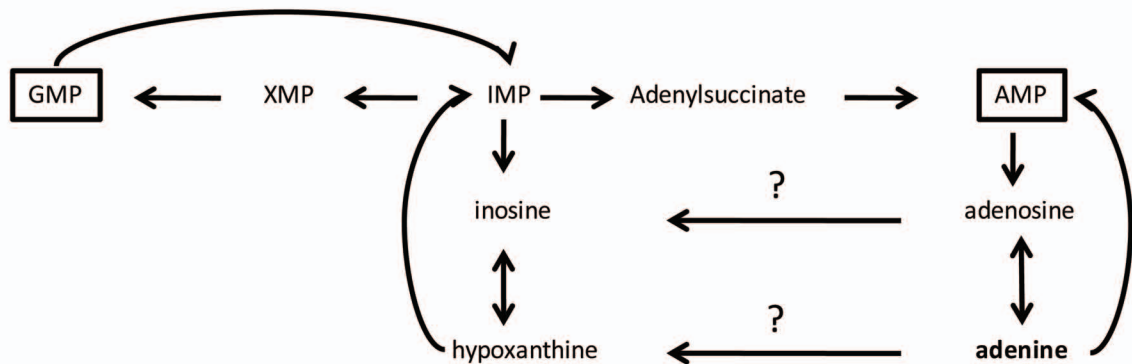 GMP XMP IMP Adenylsuccinate AMP
?
inosine adenosine
?
hypoxanthine adenine